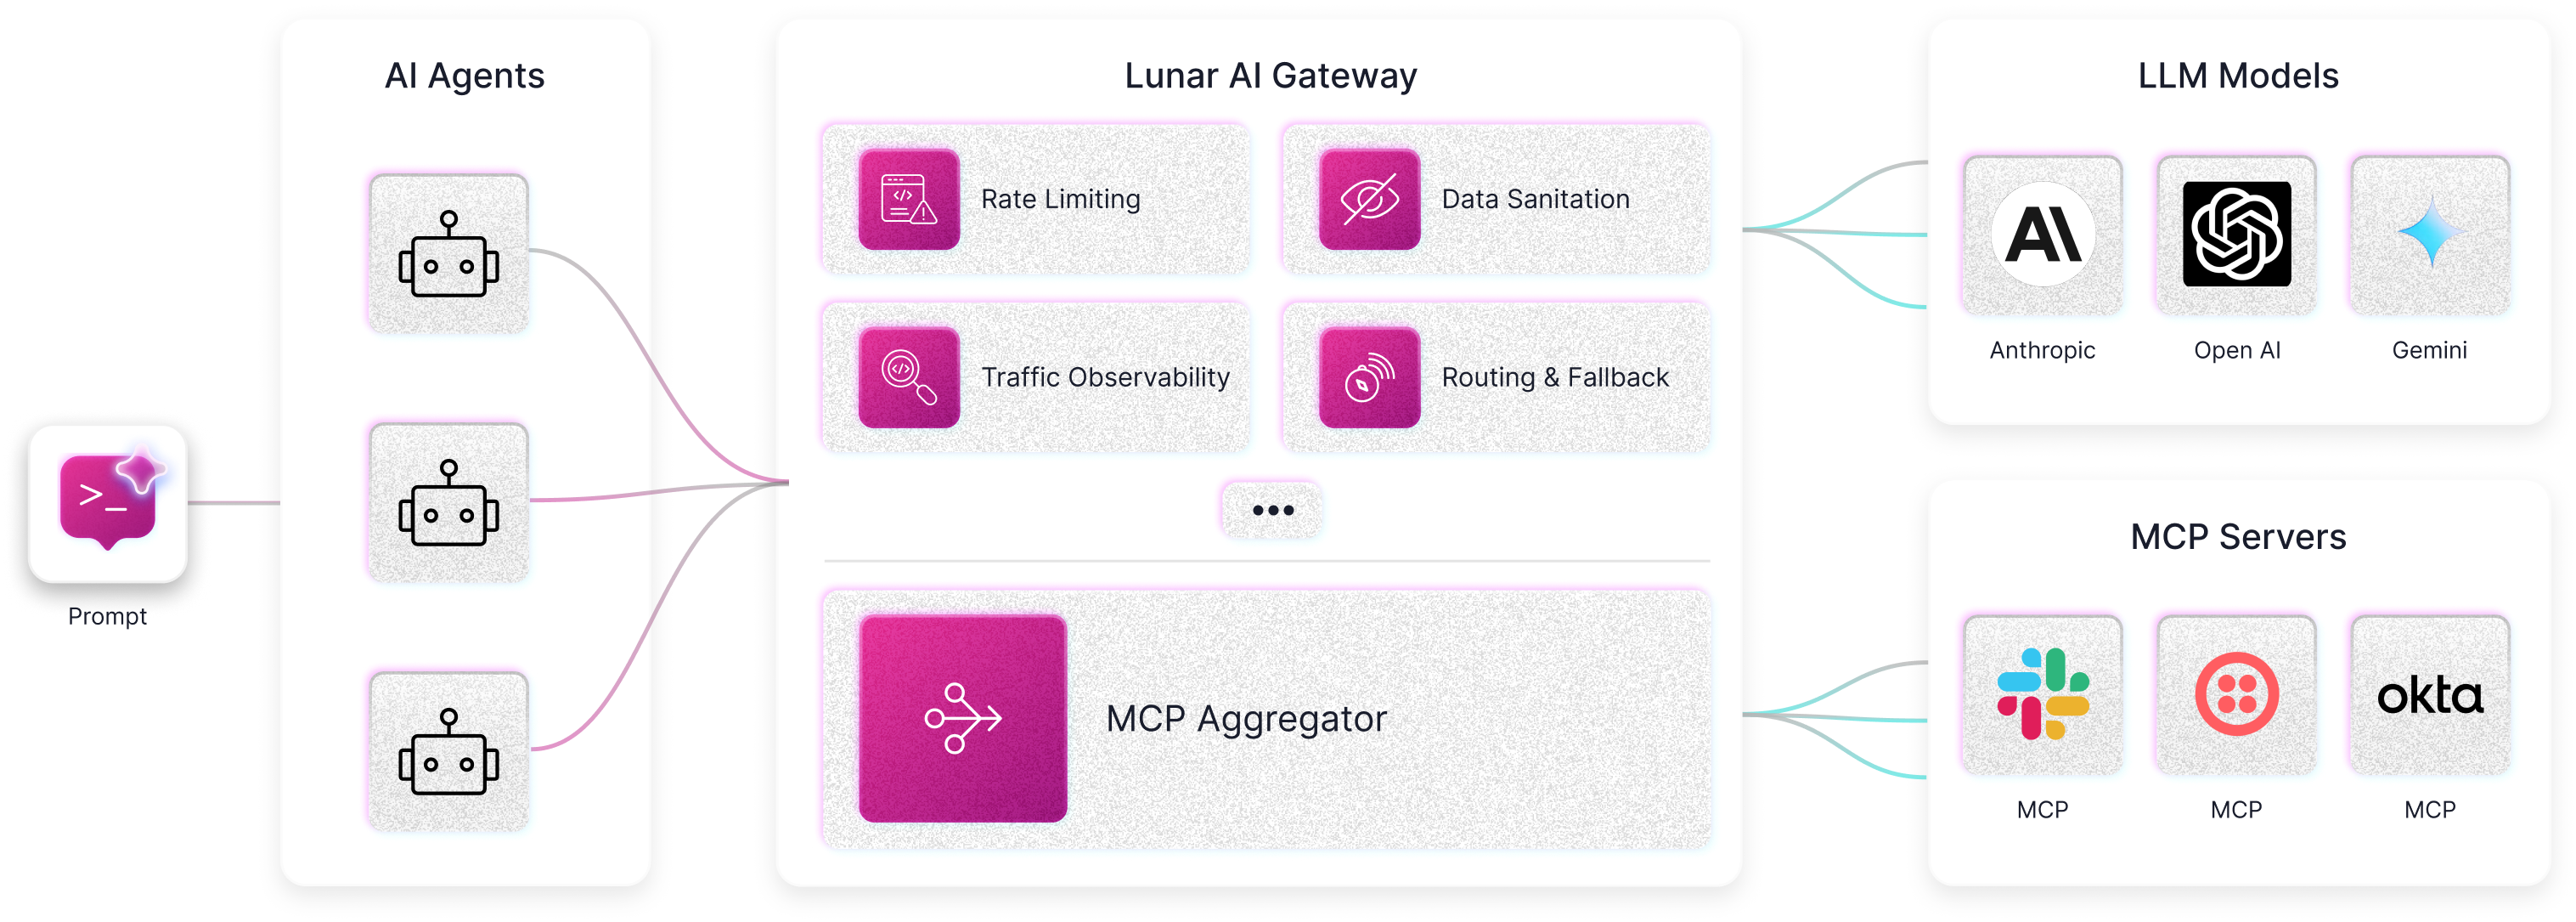 Prompt
AI Agents
Lunar AI Gateway
Rate Limiting
Data Sanitation
Traffic Observability
Routing & Fallback
MCP Aggregator
LLM Models
Anthropic
Open AI
Gemini
MCP Servers
okta
MCP
MCP
MCP